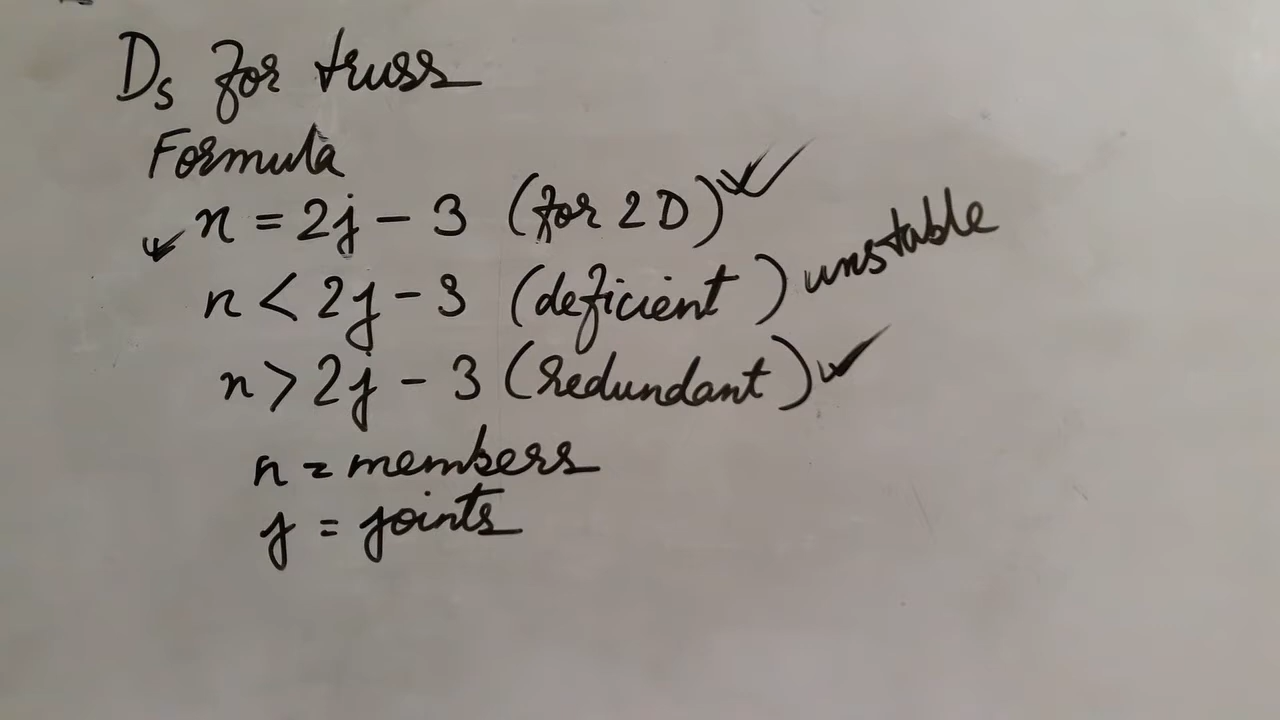 Ds for truss
Formula
n = 2j - 3 (for 2D)
n < 2j - 3 (deficient) unstable
n > 2j - 3 (redundant)
n = members
j = joints